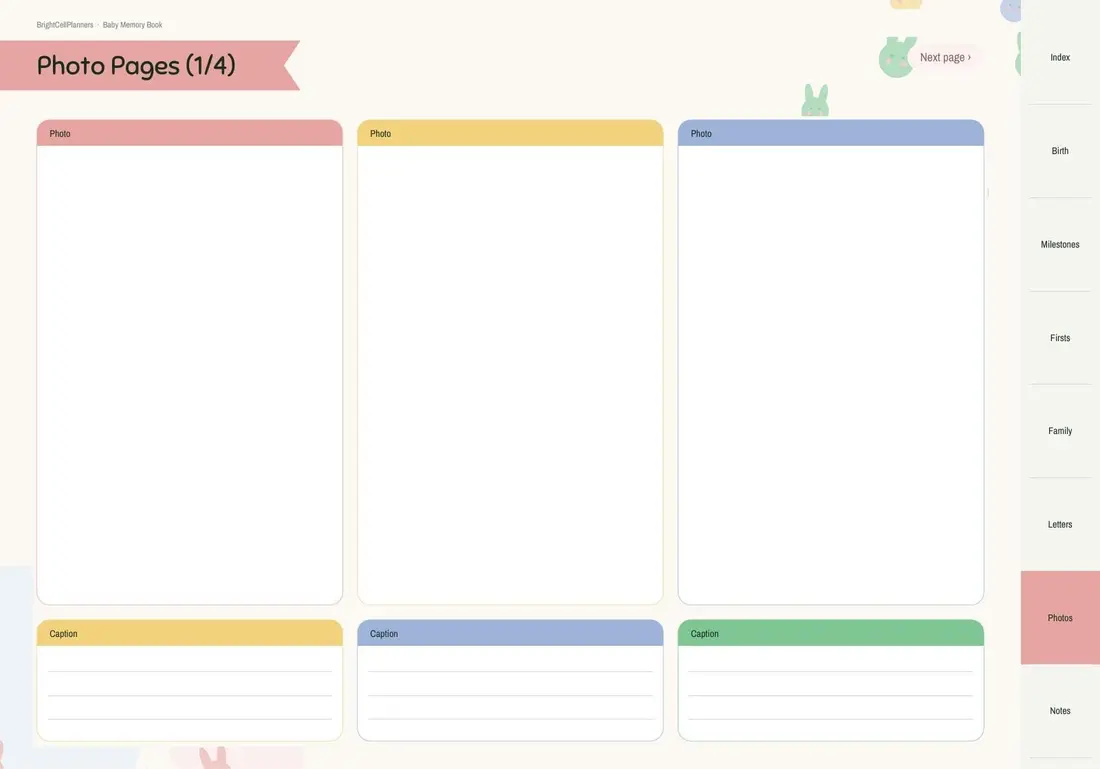 BrightCellPlanners · Baby Memory Book
Photo Pages (1/4)
Next page ›
Photo
Photo
Photo
Caption
Caption
Caption
Index
Birth
Milestones
Firsts
Family
Letters
Photos
Notes